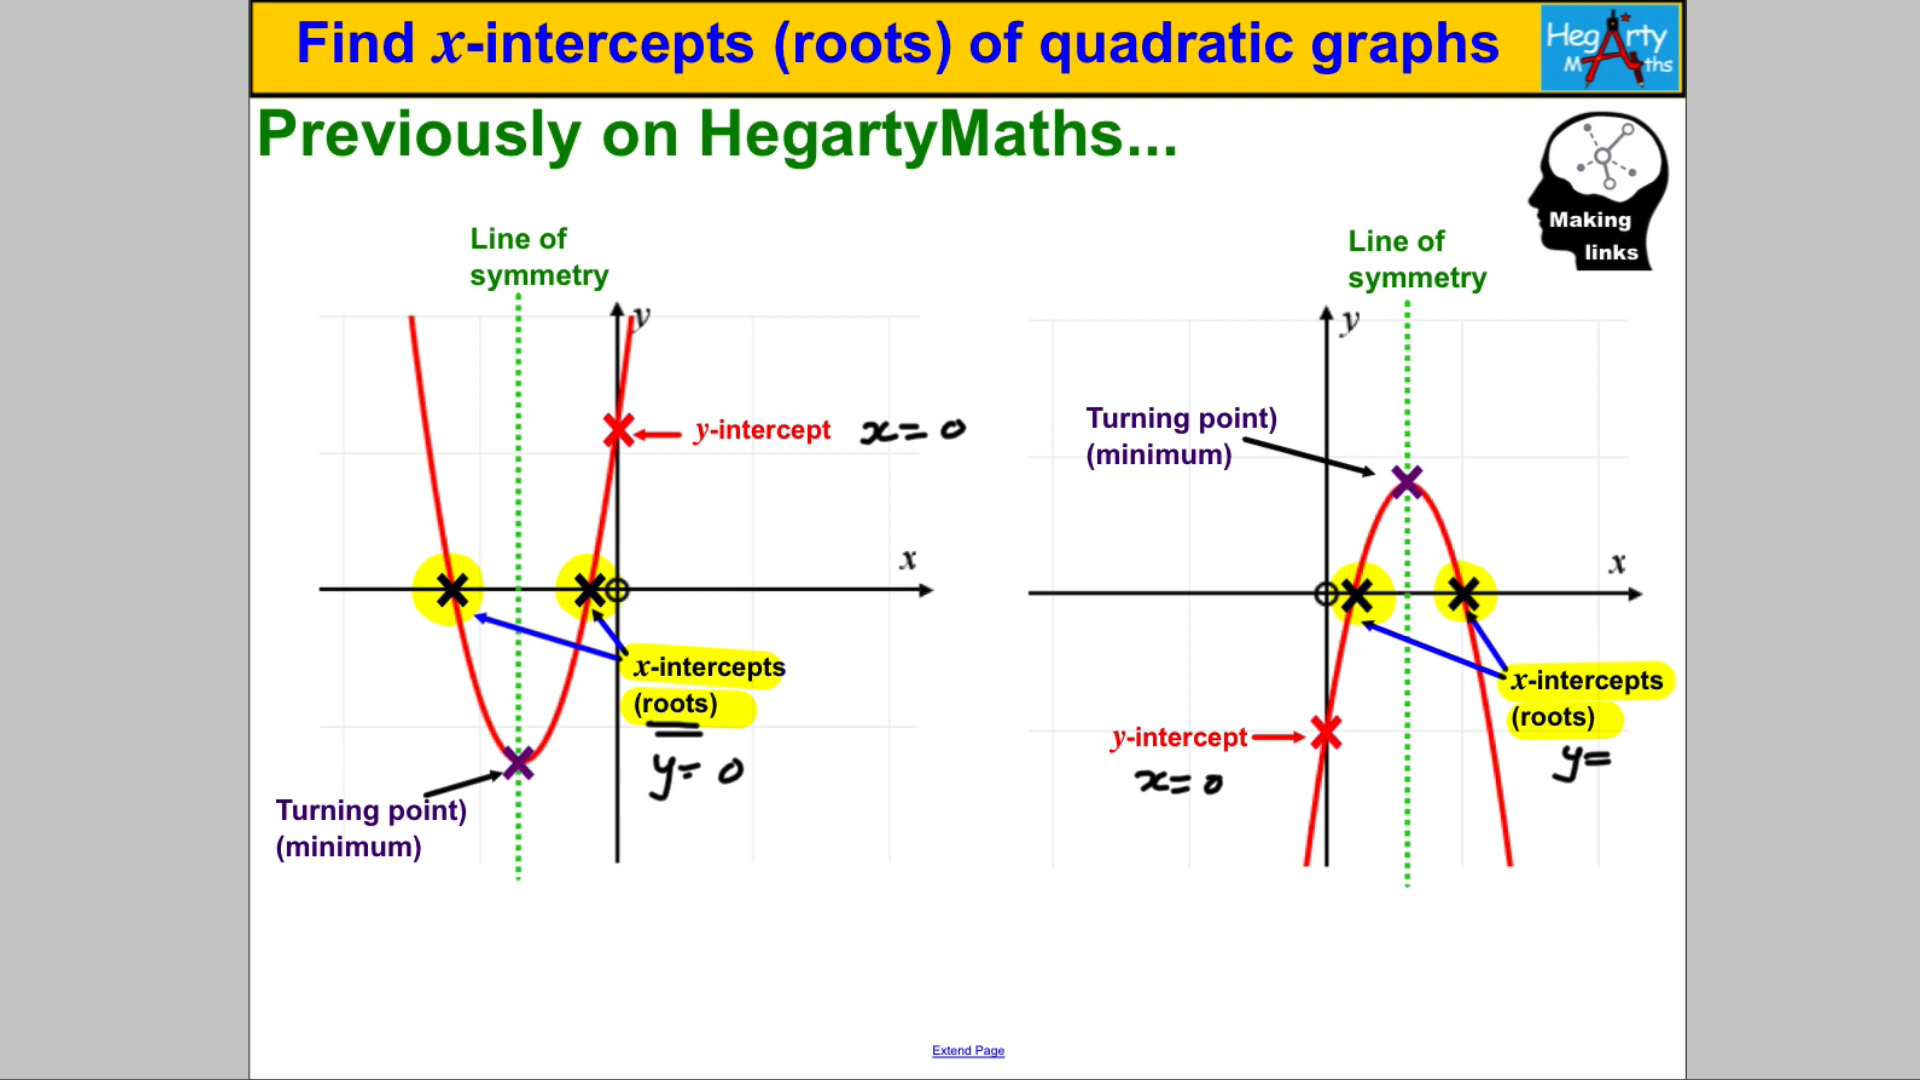 Find x-intercepts (roots) of quadratic graphs
Hegarty
Maths
Previously on HegartyMaths...
Making
links
Line of
symmetry
y
y-intercept x=0
x
x-intercepts
(roots)
y=0
Turning point)
(minimum)
Line of
symmetry
y
Turning point)
(minimum)
x
x-intercepts
(roots)
y=
y-intercept
x=0
Extend Page